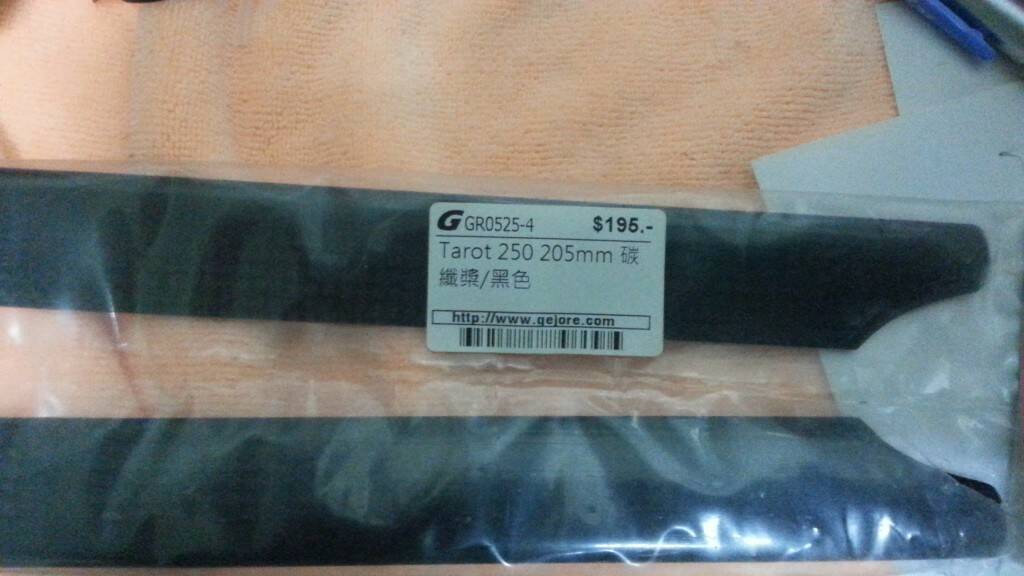 G GR0525-4 $195.-
Tarot 250 205mm 碳
纖槳/黑色
http://www.gejore.com